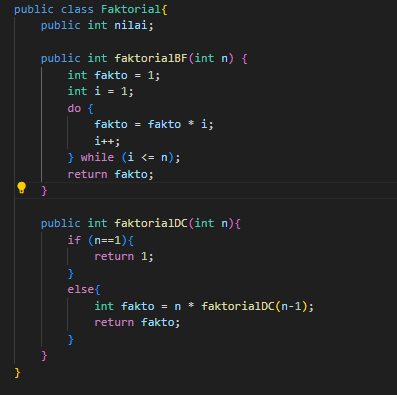 public class Faktorial{
    public int nilai;

    public int faktorialBF(int n) {
        int fakto = 1;
        int i = 1;
        do {
            fakto = fakto * i;
            i++;
        } while (i <= n);
        return fakto;
    }

    public int faktorialDC(int n){
        if (n==1){
            return 1;
        }
        else{
            int fakto = n * faktorialDC(n-1);
            return fakto;
        }
    }
}